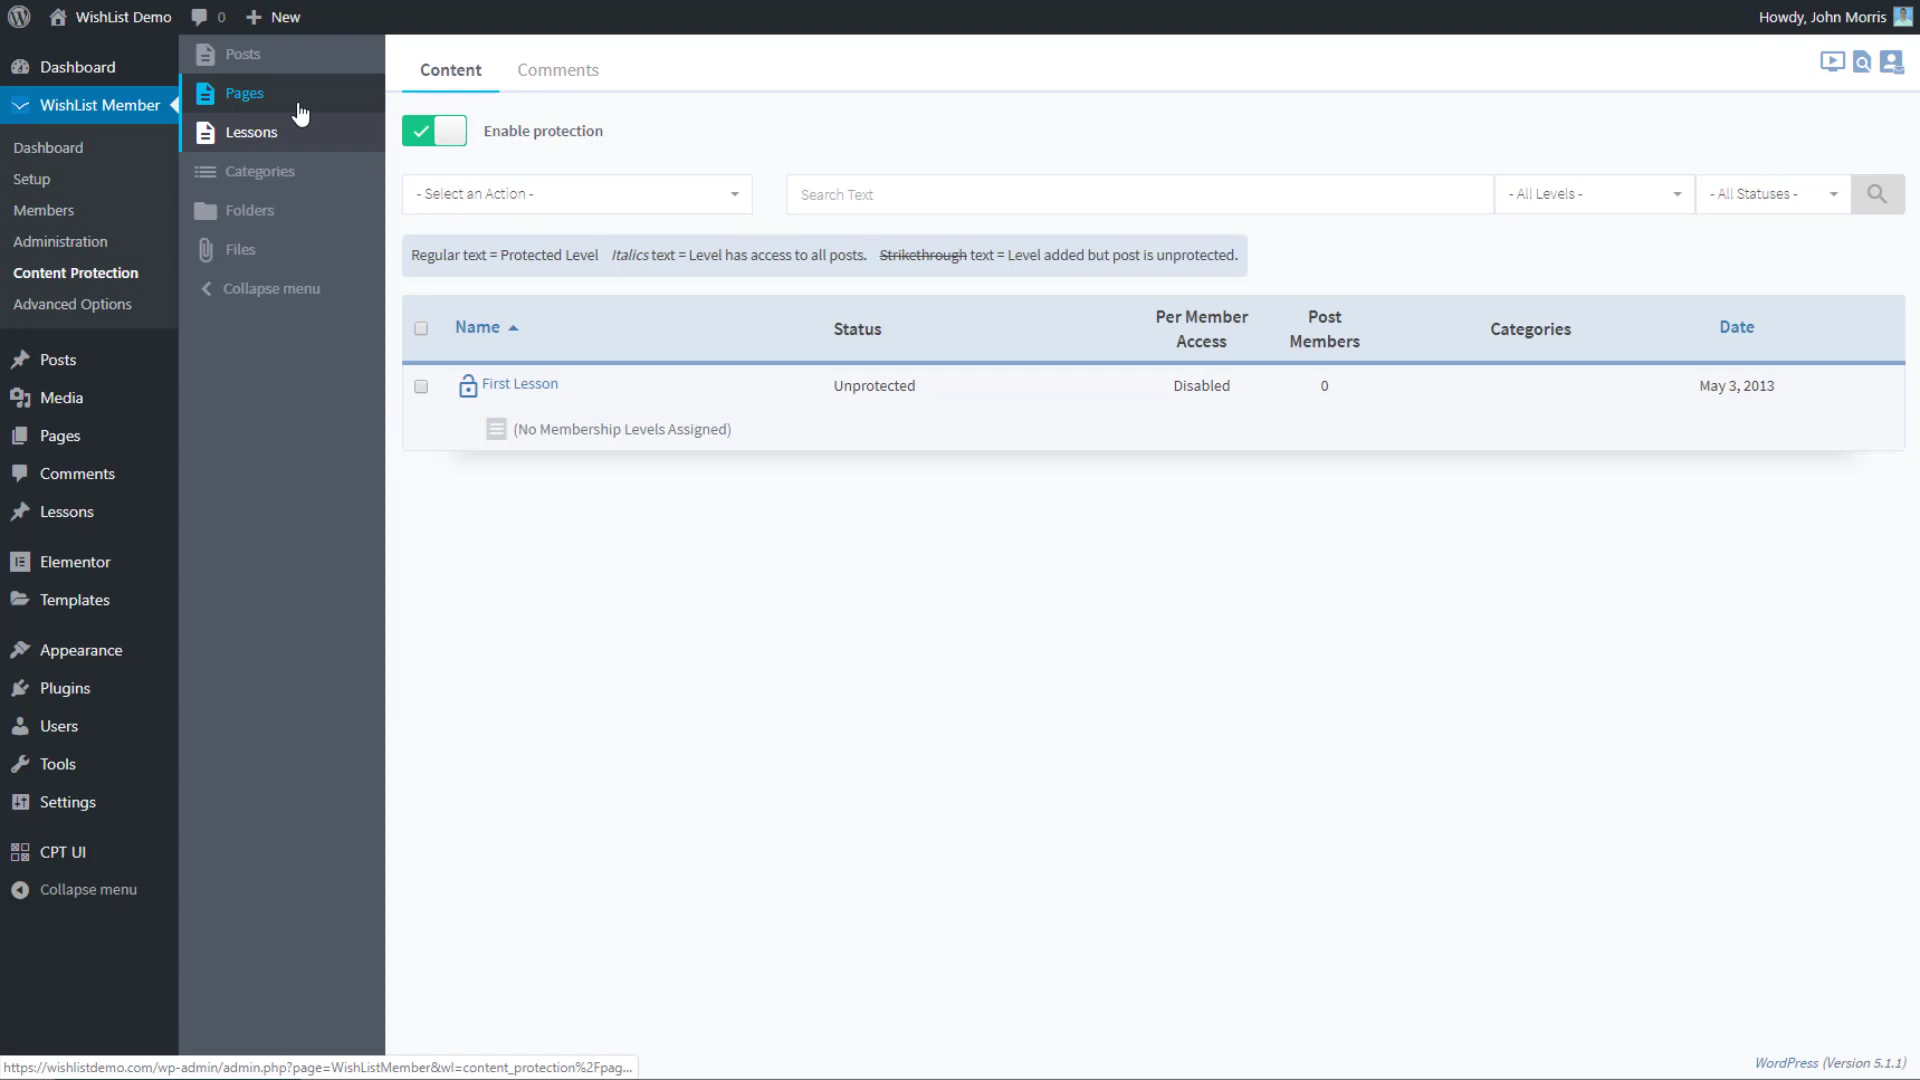 WishList Demo 0 New Howdy, John Morris
Dashboard
WishList Member
Dashboard
Setup
Members
Administration
Content Protection
Advanced Options
Posts
Media
Pages
Comments
Lessons
Elementor
Templates
Appearance
Plugins
Users
Tools
Settings
CPT UI
Collapse menu
Posts
Pages
Lessons
Categories
Folders
Files
Collapse menu
Content Comments
Enable protection
- Select an Action - Search Text - All Levels - - All Statuses -
Regular text = Protected Level Italics text = Level has access to all posts. Strikethrough text = Level added but post is unprotected.
Name Status Per Member Access Post Members Categories Date
First Lesson Unprotected Disabled 0 May 3, 2013
(No Membership Levels Assigned)
https://wishlistdemo.com/wp-admin/admin.php?page=WishListMember&wl=content_protection%2Fpag...
WordPress (Version 5.1.1)